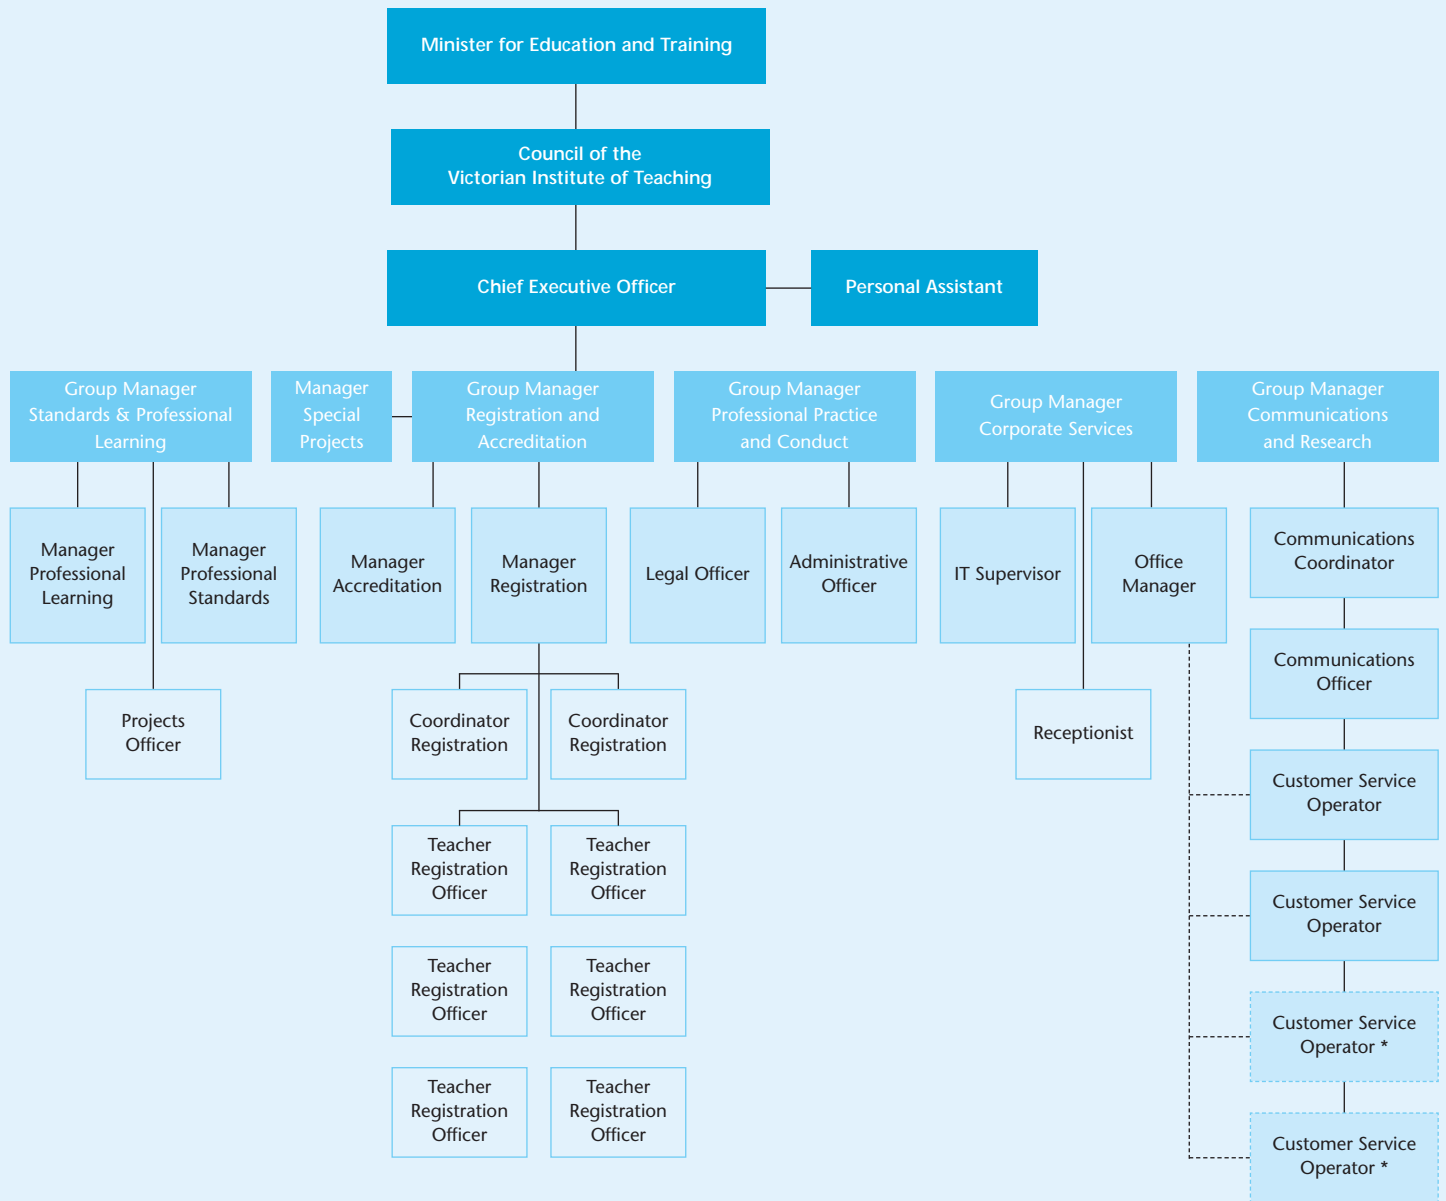 Minister for Education and Training
Council of the
Victorian Institute of Teaching
Chief Executive Officer
Personal Assistant
Group Manager
Standards & Professional
Learning
Manager
Special
Projects
Group Manager
Registration and
Accreditation
Group Manager
Professional Practice
and Conduct
Group Manager
Corporate Services
Group Manager
Communications
and Research
Manager
Professional
Learning
Manager
Professional
Standards
Manager
Accreditation
Manager
Registration
Legal Officer
Administrative
Officer
IT Supervisor
Office
Manager
Communications
Coordinator
Communications
Officer
Projects
Officer
Coordinator
Registration
Coordinator
Registration
Receptionist
Customer Service
Operator
Teacher
Registration
Officer
Teacher
Registration
Officer
Customer Service
Operator
Teacher
Registration
Officer
Teacher
Registration
Officer
Customer Service
Operator *
Teacher
Registration
Officer
Teacher
Registration
Officer
Customer Service
Operator *